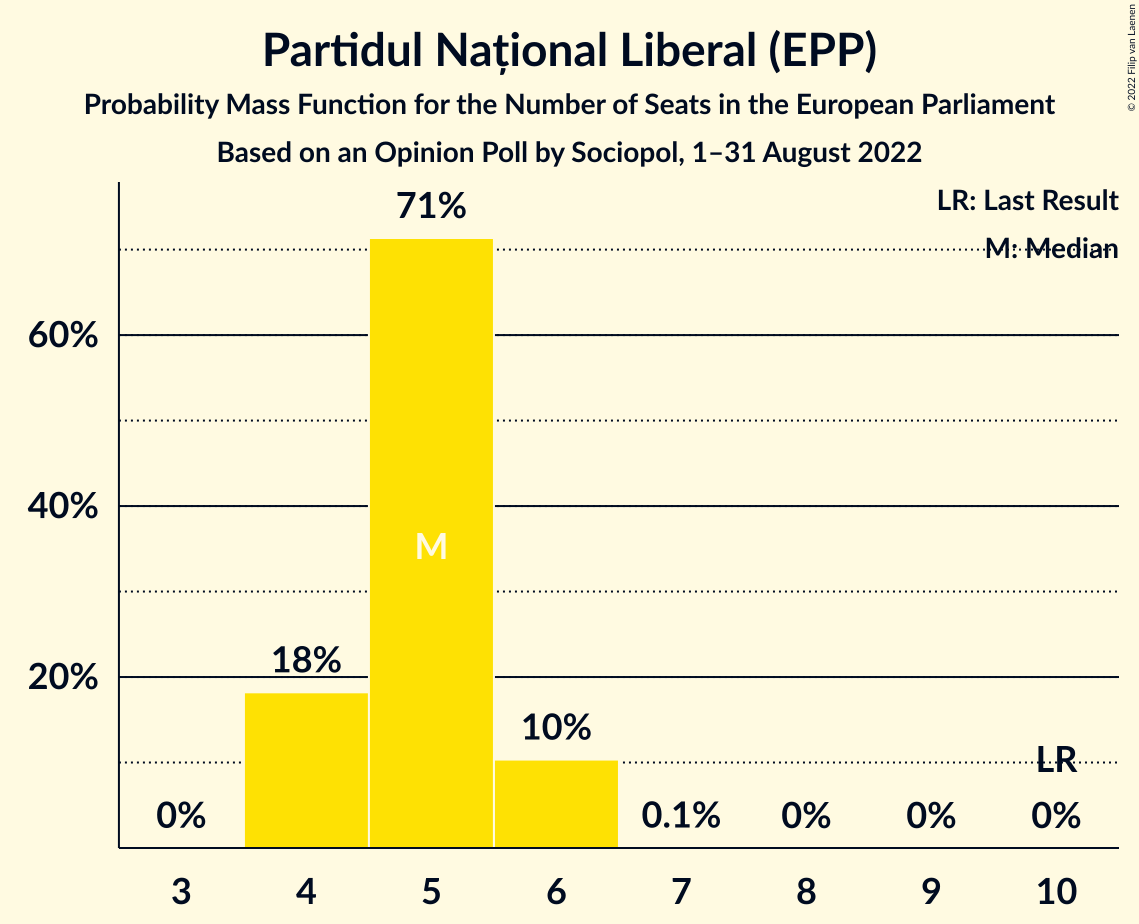 Partidul Național Liberal (EPP)
Probability Mass Function for the Number of Seats in the European Parliament
Based on an Opinion Poll by Sociopol, 1–31 August 2022
© 2022 Filip van Laenen
LR: Last Result
M: Median
71%
60%
40%
M
20%
18%
10%
LR
0%
0.1%
0%
0%
0%
3
4
5
6
7
8
9
10